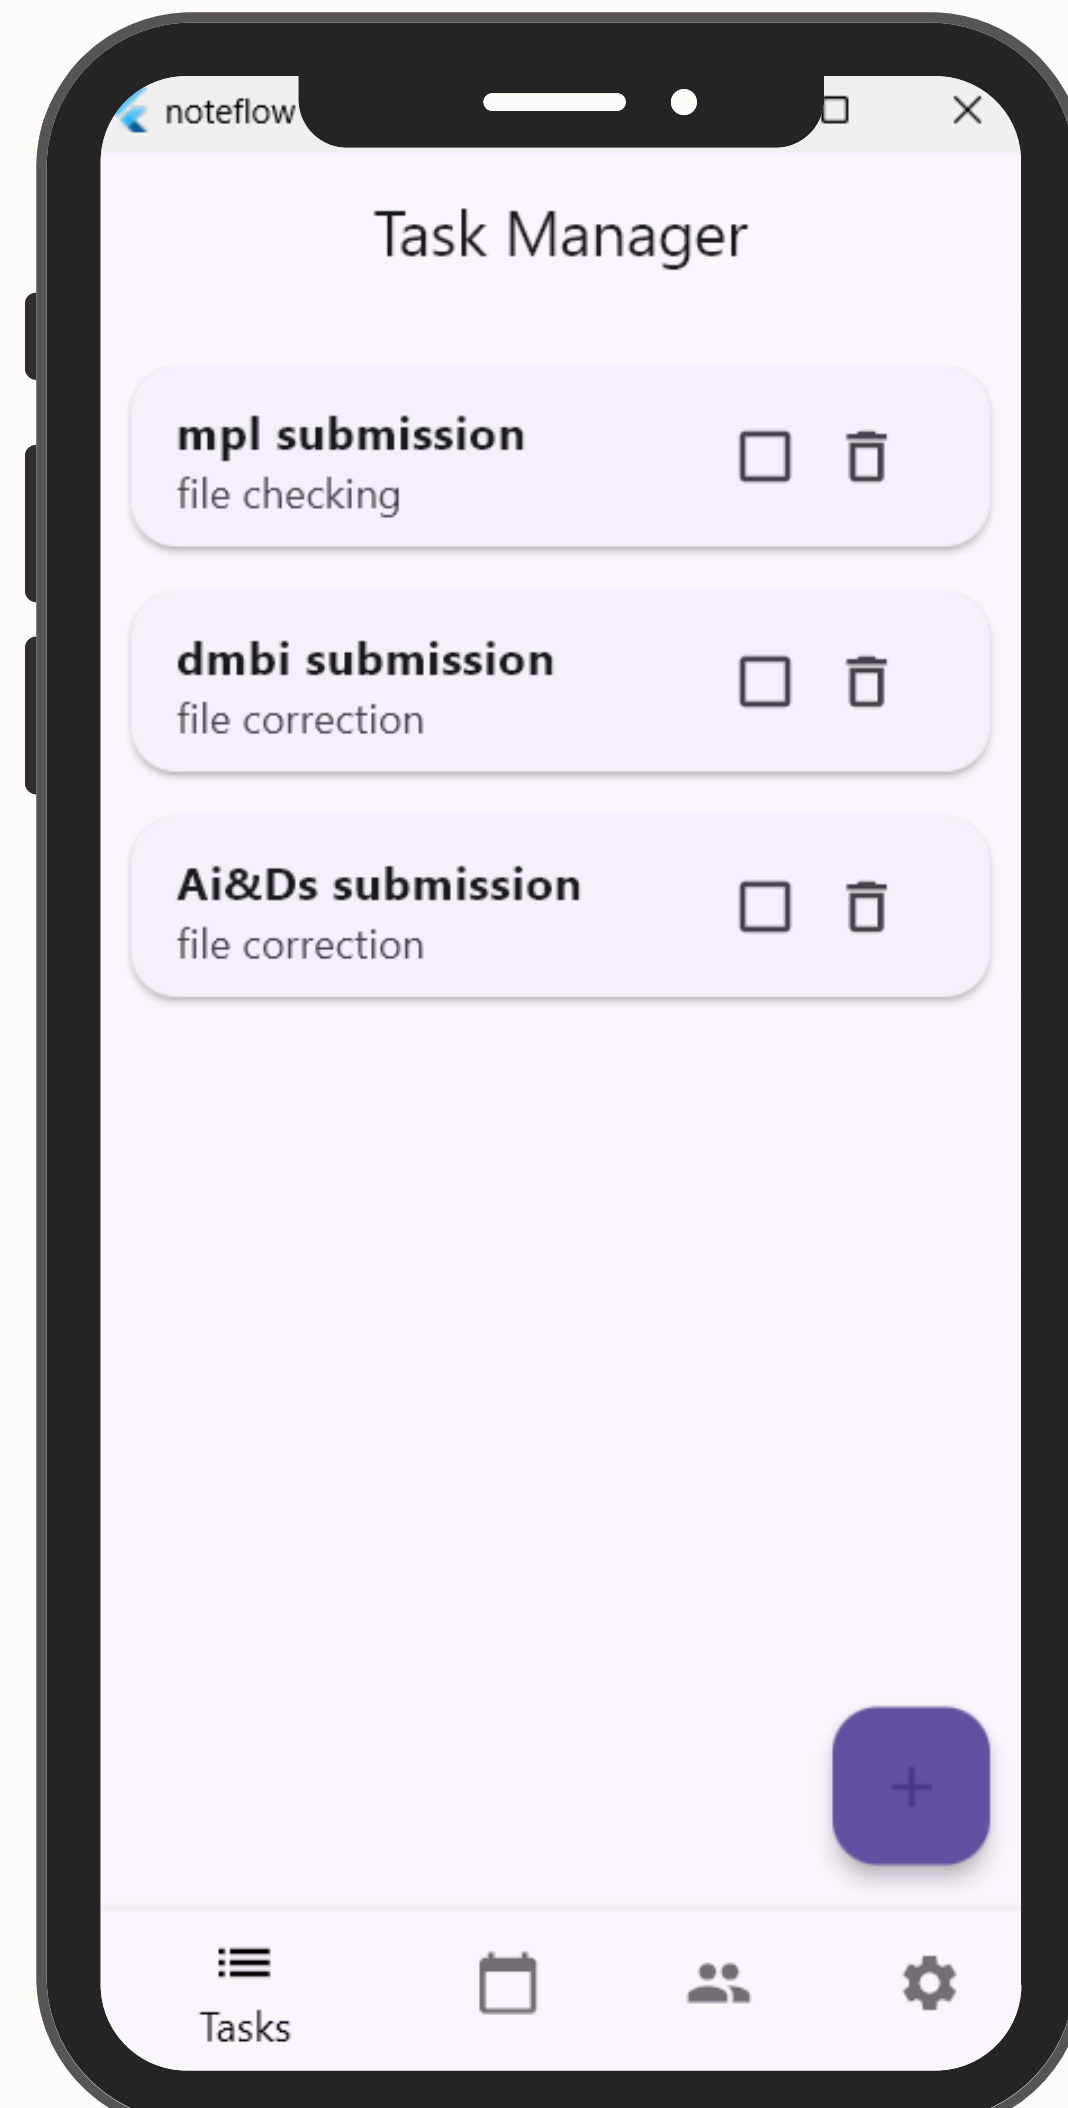 noteflow
Task Manager
mpl submission
file checking
dmbi submission
file correction
Ai&Ds submission
file correction
Tasks